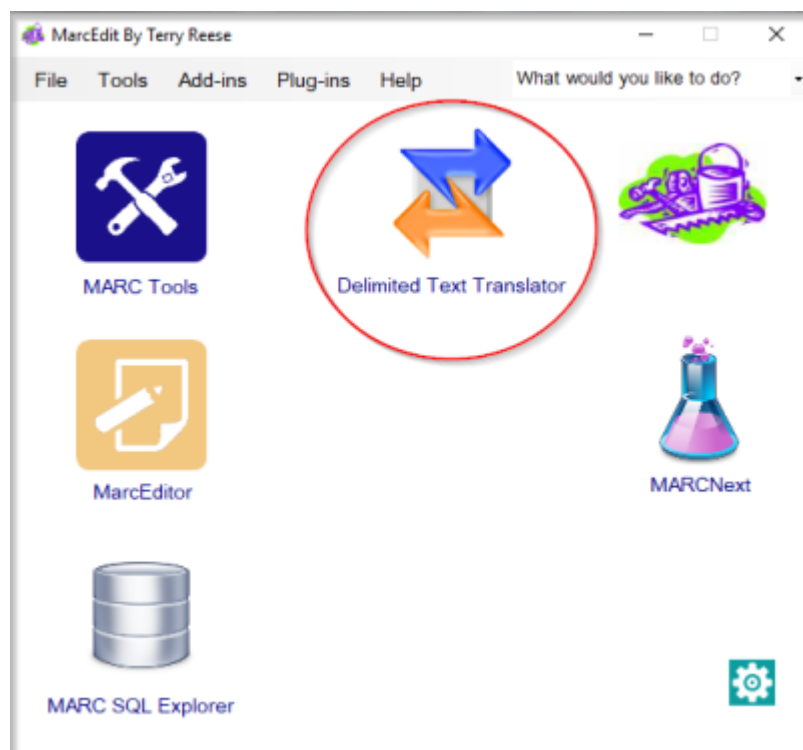 MarcEdit By Terry Reese
File Tools Add-ins Plug-ins Help What would you like to do?
MARC Tools
Delimited Text Translator
MarcEditor
MARCNext
MARC SQL Explorer